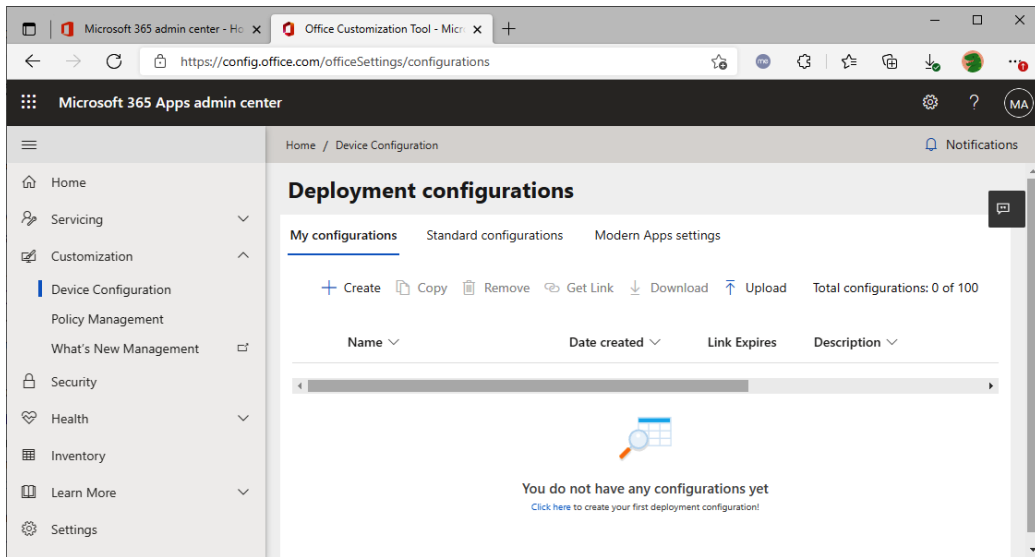 Microsoft 365 admin center - Ho
Office Customization Tool - Micr
https://config.office.com/officeSettings/configurations
me
Microsoft 365 Apps admin center
?
MA
Home / Device Configuration
Notifications
Home
Servicing
Customization
Device Configuration
Policy Management
What's New Management
Security
Health
Inventory
Learn More
Settings
Deployment configurations
My configurations Standard configurations Modern Apps settings
Create Copy Remove Get Link Download Upload Total configurations: 0 of 100
Name Date created Link Expires Description
You do not have any configurations yet
Click here to create your first deployment configuration!